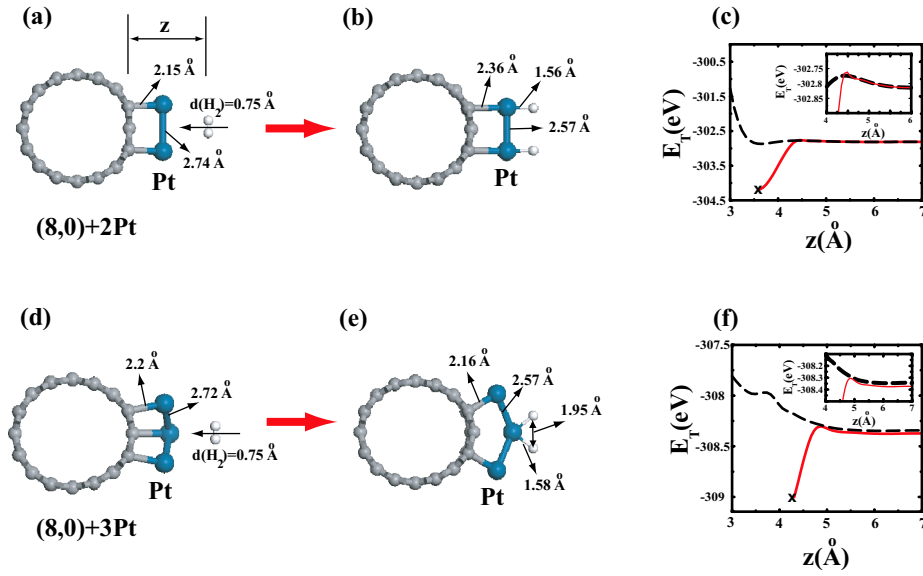 (a)
z
2.15 Å
d(H₂)=0.75 Å
2.74 Å
Pt
(8,0)+2Pt
(b)
2.36 Å
1.56 Å
2.57 Å
Pt
(c)
-300.5
-301.5
-302.5
-303.5
-304.5
E_T(eV)
3
4
5
6
7
z(Å)
x
-302.75
-302.8
-302.85
E_T(eV)
4
5
6
z(Å)
(d)
2.2 Å
2.72 Å
d(H₂)=0.75 Å
Pt
(8,0)+3Pt
(e)
2.16 Å
2.57 Å
1.95 Å
1.58 Å
Pt
(f)
-307.5
-308
-308.5
-309
E_T(eV)
3
4
5
6
7
z(Å)
x
-308.2
-308.3
-308.4
E_T(eV)
4
5
6
7
z(Å)